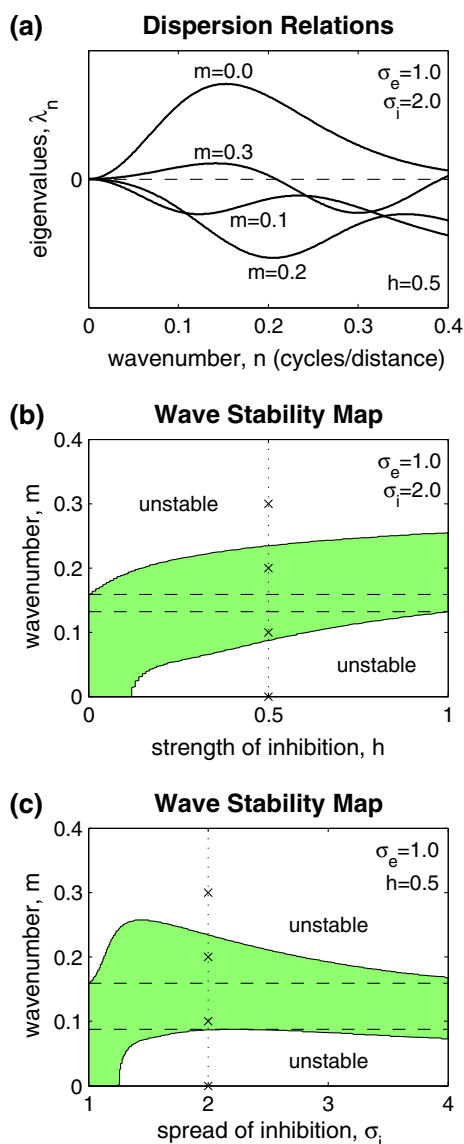 (a) Dispersion Relations
eigenvalues, λn
0
m=0.0
m=0.3
m=0.1
m=0.2
σe=1.0
σi=2.0
h=0.5
0 0.1 0.2 0.3 0.4
wavenumber, n (cycles/distance)
(b) Wave Stability Map
wavenumber, m
0.4
0.3
0.2
0.1
0
σe=1.0
σi=2.0
unstable
unstable
0 0.5 1
strength of inhibition, h
(c) Wave Stability Map
wavenumber, m
0.4
0.3
0.2
0.1
0
σe=1.0
h=0.5
unstable
unstable
1 2 3 4
spread of inhibition, σi